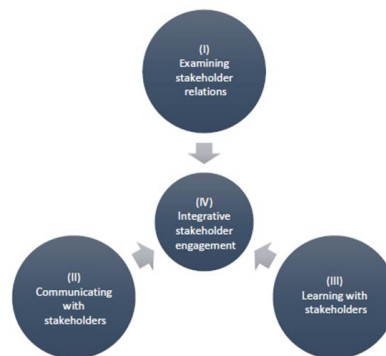 (I)
Examining
stakeholder
relations
(IV)
Integrative
stakeholder
engagement
(II)
Communicating
with
stakeholders
(III)
Learning with
stakeholders